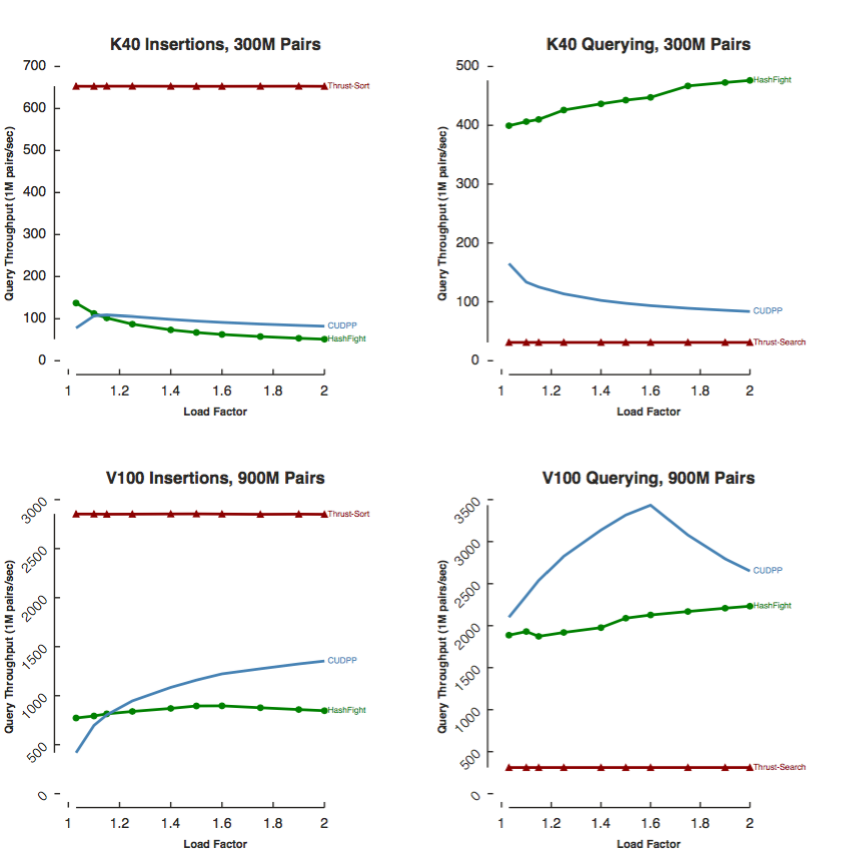 K40 Insertions, 300M Pairs
Query Throughput (1M pairs/sec)
700
600
500
400
300
200
100
0
Thrust-Sort
CUDPP
HashFight
1 1.2 1.4 1.6 1.8 2
Load Factor
K40 Querying, 300M Pairs
Query Throughput (1M pairs/sec)
500
400
300
200
100
0
HashFight
CUDPP
Thrust-Search
1 1.2 1.4 1.6 1.8 2
Load Factor
V100 Insertions, 900M Pairs
Query Throughput (1M pairs/sec)
3000
2500
2000
1500
1000
500
0
Thrust-Sort
CUDPP
HashFight
1 1.2 1.4 1.6 1.8 2
Load Factor
V100 Querying, 900M Pairs
Query Throughput (1M pairs/sec)
3500
3000
2500
2000
1500
1000
500
0
CUDPP
HashFight
Thrust-Search
1 1.2 1.4 1.6 1.8 2
Load Factor